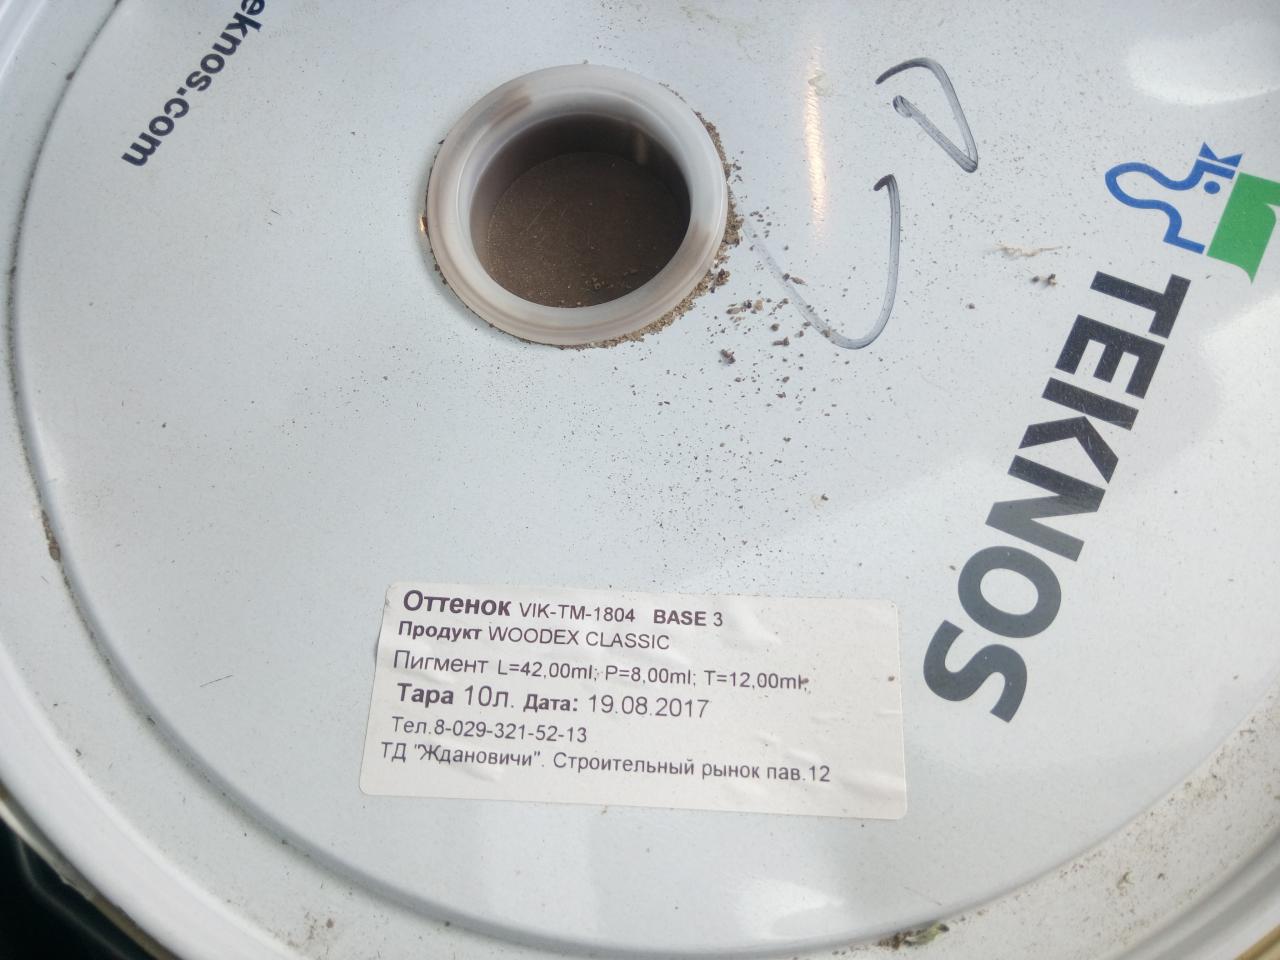 eknos.com
TEKNOS
Оттенок VIK-TM-1804 BASE 3
Продукт WOODEX CLASSIC
Пигмент L=42,00ml; P=8,00ml; T=12,00ml;
Тара 10л. Дата: 19.08.2017
Тел.8-029-321-52-13
ТД "Ждановичи". Строительный рынок пав.12